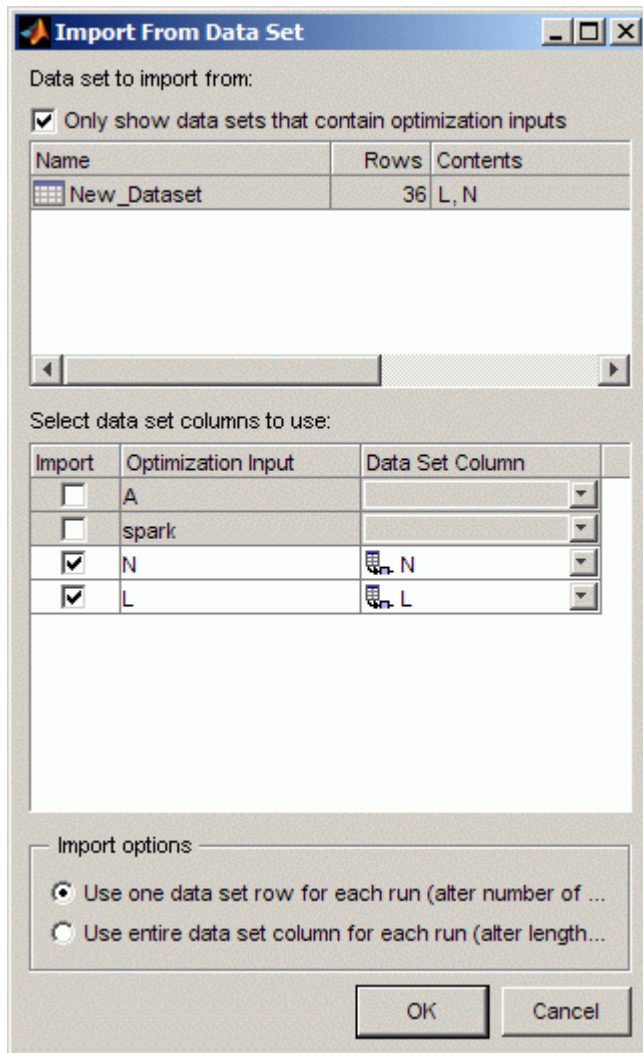 Import From Data Set
Data set to import from:
Only show data sets that contain optimization inputs
Name Rows Contents
New_Dataset 36 L, N
Select data set columns to use:
Import Optimization Input Data Set Column
A
spark
N N
L L
Import options
Use one data set row for each run (alter number of ...
Use entire data set column for each run (alter length...
OK Cancel